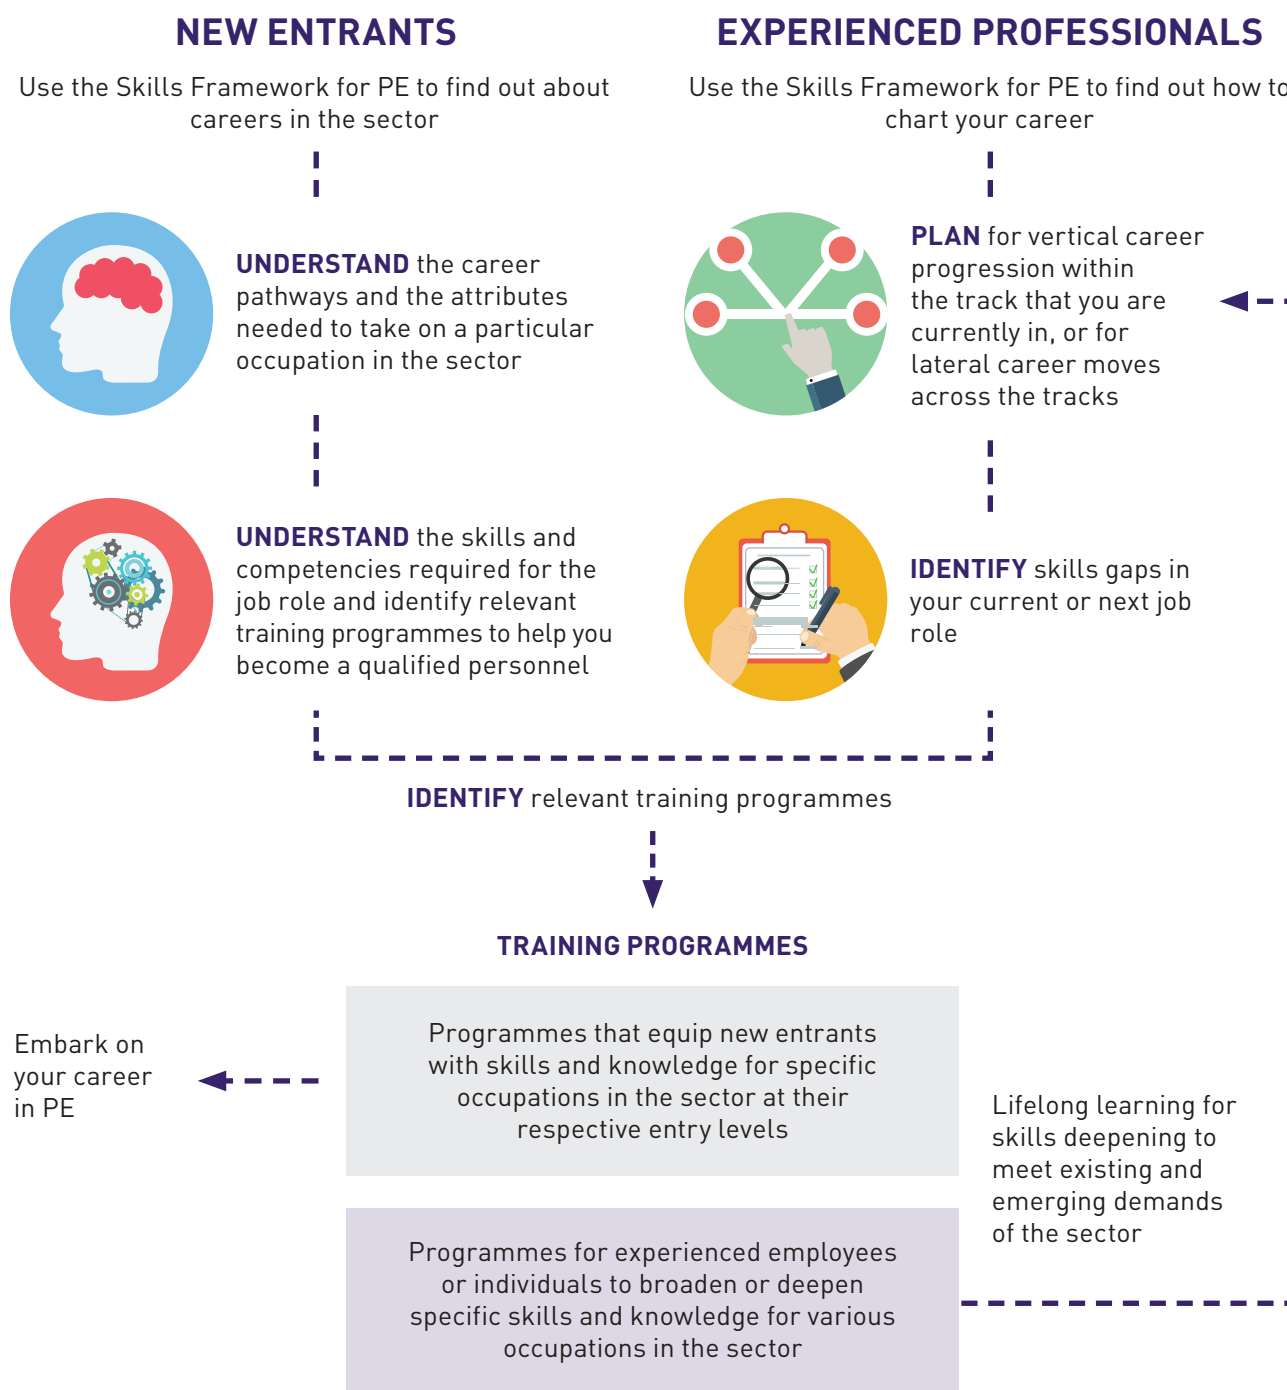 NEW ENTRANTS
Use the Skills Framework for PE to find out about
careers in the sector
UNDERSTAND the career
pathways and the attributes
needed to take on a particular
occupation in the sector
UNDERSTAND the skills and
competencies required for the
job role and identify relevant
training programmes to help you
become a qualified personnel
EXPERIENCED PROFESSIONALS
Use the Skills Framework for PE to find out how to
chart your career
PLAN for vertical career
progression within
the track that you are
currently in, or for
lateral career moves
across the tracks
IDENTIFY skills gaps in
your current or next job
role
IDENTIFY relevant training programmes
TRAINING PROGRAMMES
Programmes that equip new entrants
with skills and knowledge for specific
occupations in the sector at their
respective entry levels
Embark on
your career
in PE
Programmes for experienced employees
or individuals to broaden or deepen
specific skills and knowledge for various
occupations in the sector
Lifelong learning for
skills deepening to
meet existing and
emerging demands
of the sector